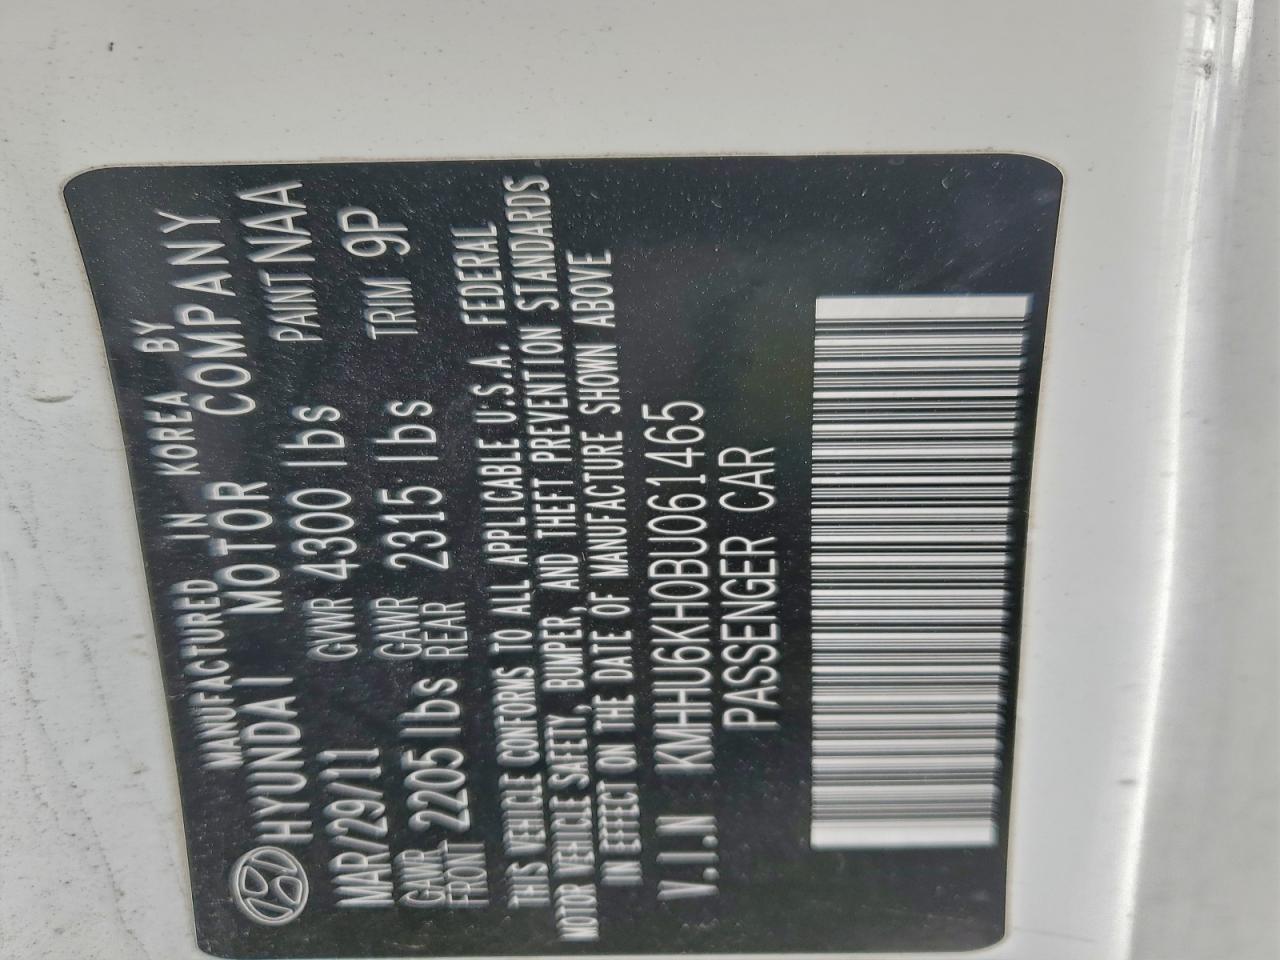 MANUFACTURED IN KOREA BY
HYUNDAI MOTOR COMPANY
MAR/29/11 GVWR 4300 lbs PAINT NAA
GAWR FRONT 2205 lbs GAWR REAR 2315 lbs TRIM 9P
THIS VEHICLE CONFORMS TO ALL APPLICABLE U.S.A. FEDERAL
MOTOR VEHICLE SAFETY, BUMPER, AND THEFT PREVENTION STANDARDS
IN EFFECT ON THE DATE OF MANUFACTURE SHOWN ABOVE
V.I.N KMHHU6KH0BU061465
PASSENGER CAR